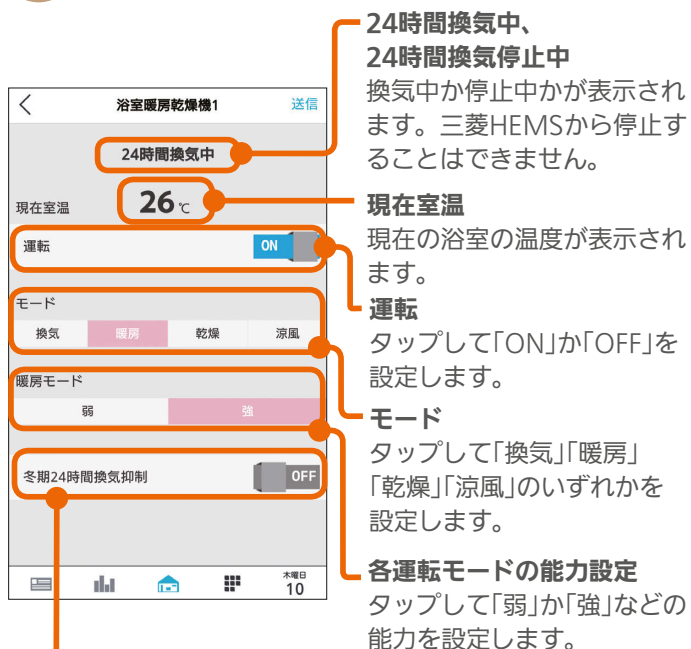 浴室暖房乾燥機1
送信
24時間換気中
現在室温
26℃
運転
ON
モード
換気
暖房
乾燥
涼風
暖房モード
弱
強
冬期24時間換気抑制
OFF
木曜日
10
24時間換気中、
24時間換気停止中
換気中か停止中かが表示され
ます。三菱HEMSから停止す
ることはできません。
現在室温
現在の浴室の温度が表示され
ます。
運転
タップして「ON」か「OFF」を
設定します。
モード
タップして「換気」「暖房」
「乾燥」「涼風」のいずれかを
設定します。
各運転モードの能力設定
タップして「弱」か「強」などの
能力を設定します。